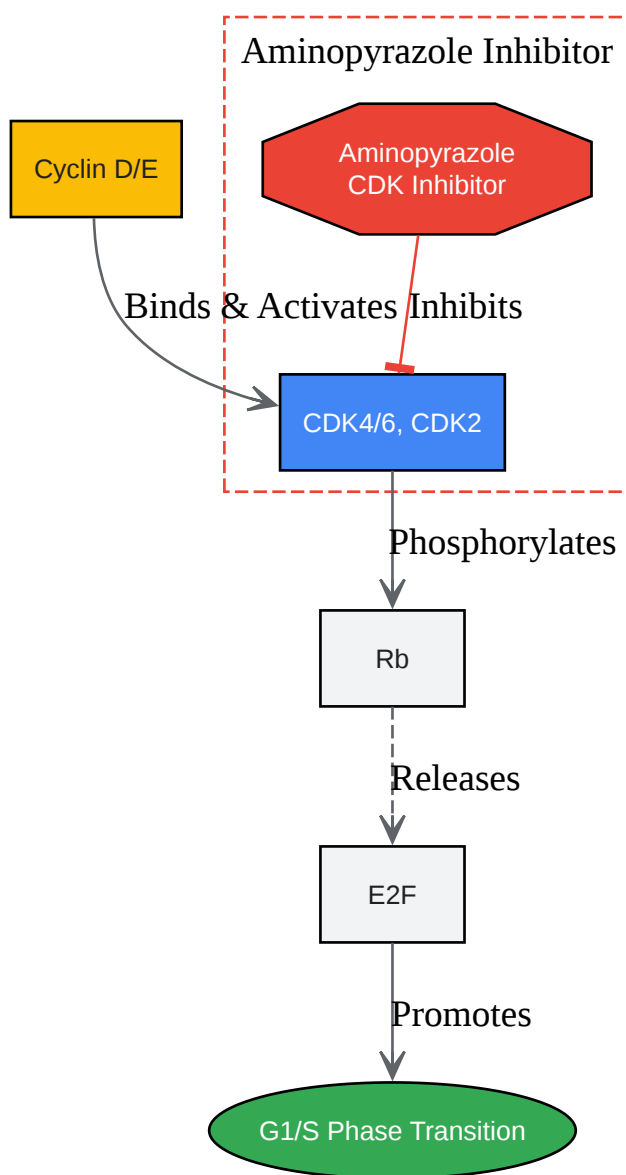 Aminopyrazole Inhibitor
Cyclin D/E
Aminopyrazole
CDK Inhibitor
Binds & Activates
Inhibits
CDK4/6, CDK2
Phosphorylates
Rb
Releases
E2F
Promotes
G1/S Phase Transition